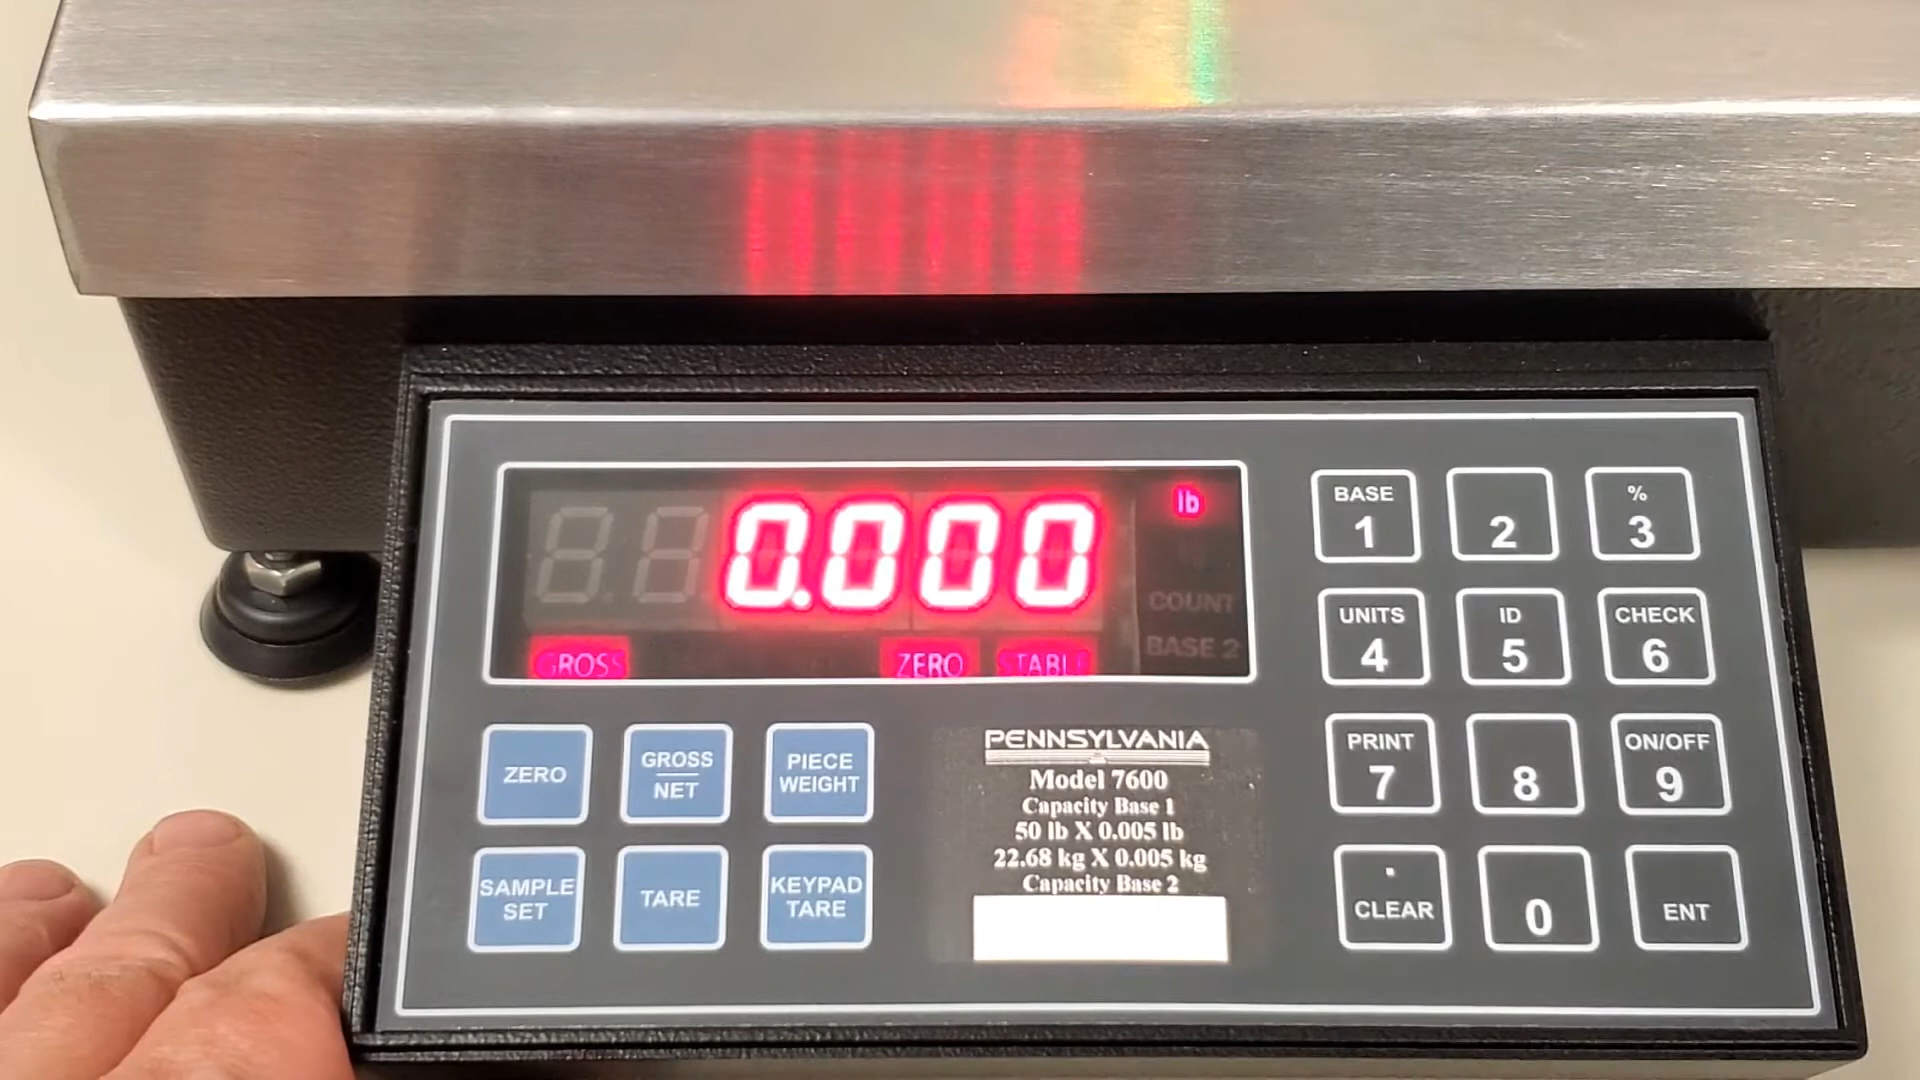 0.000
lb
COUNT
BASE 2
GROSS
ZERO
STABLE
BASE
1
2
%
3
UNITS
4
ID
5
CHECK
6
PRINT
7
8
ON/OFF
9
.
CLEAR
0
ENT
ZERO
GROSS
NET
PIECE
WEIGHT
SAMPLE
SET
TARE
KEYPAD
TARE
PENNSYLVANIA
Model 7600
Capacity Base 1
50 lb X 0.005 lb
22.68 kg X 0.005 kg
Capacity Base 2